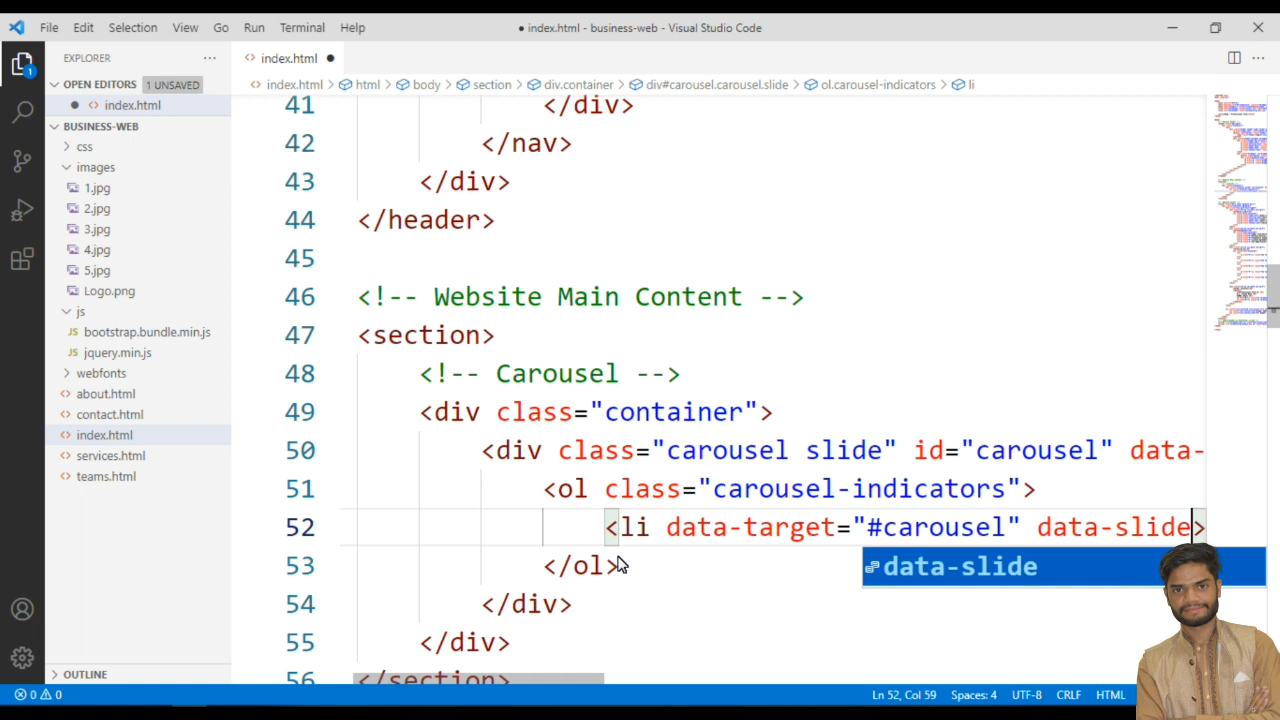 File Edit Selection View Go Run Terminal Help
● index.html - business-web - Visual Studio Code
EXPLORER
index.html
OPEN EDITORS 1 UNSAVED
index.html
BUSINESS-WEB
css
images
1.jpg
2.jpg
3.jpg
4.jpg
5.jpg
Logo.png
js
bootstrap.bundle.min.js
jquery.min.js
webfonts
about.html
contact.html
index.html
services.html
teams.html
OUTLINE
1
index.html > html > body > section > div.container > div#carousel.carousel.slide > ol.carousel-indicators > li
41 </div>
42 </nav>
43 </div>
44 </header>
45
46 <!-- Website Main Content -->
47 <section>
48 <!-- Carousel -->
49 <div class="container">
50 <div class="carousel slide" id="carousel" data-
51 <ol class="carousel-indicators">
52 <li data-target="#carousel" data-slide>
53 </ol>
data-slide
54 </div>
55 </div>
56 </section>
0 0 Ln 52, Col 59 Spaces: 4 UTF-8 CRLF HTML